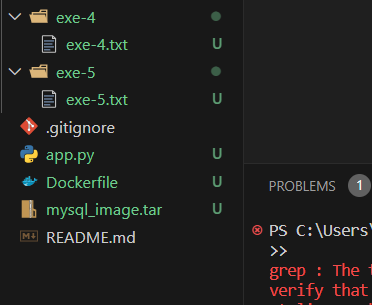 exe-4
exe-4.txt U
exe-5
exe-5.txt U
.gitignore
app.py U
Dockerfile U
mysql_image.tar U
README.md
PROBLEMS 1
PS C:\Users\
>>
grep : The
verify that